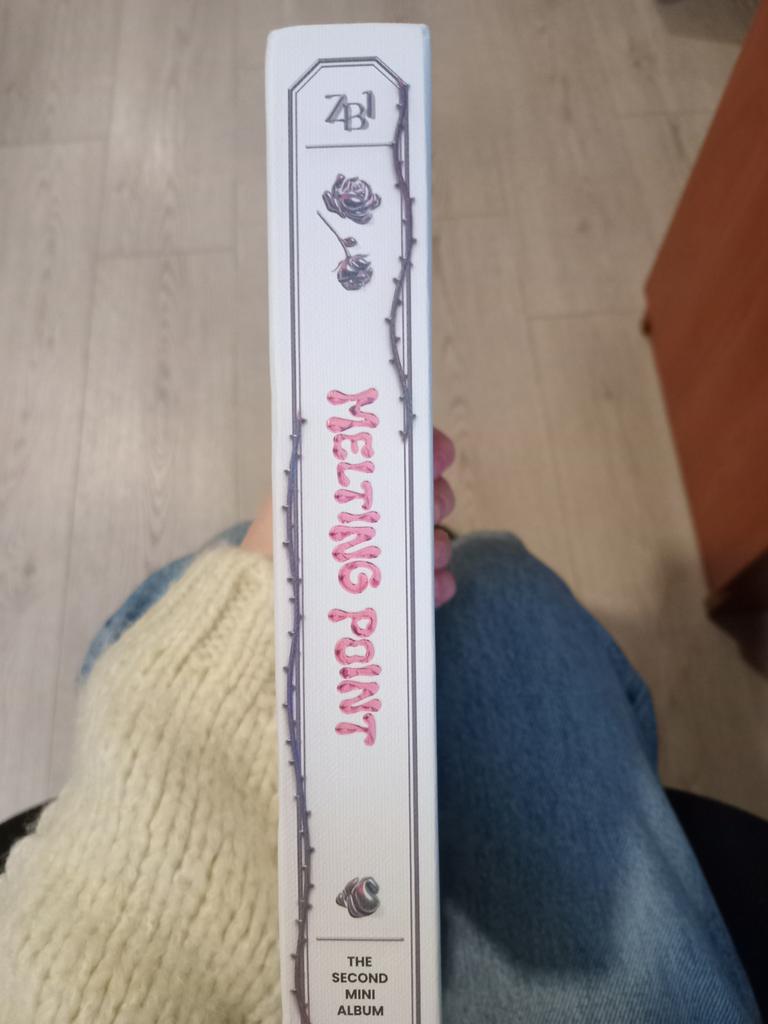 ZB1
MELTING POINT
THE
SECOND
MINI
ALBUM